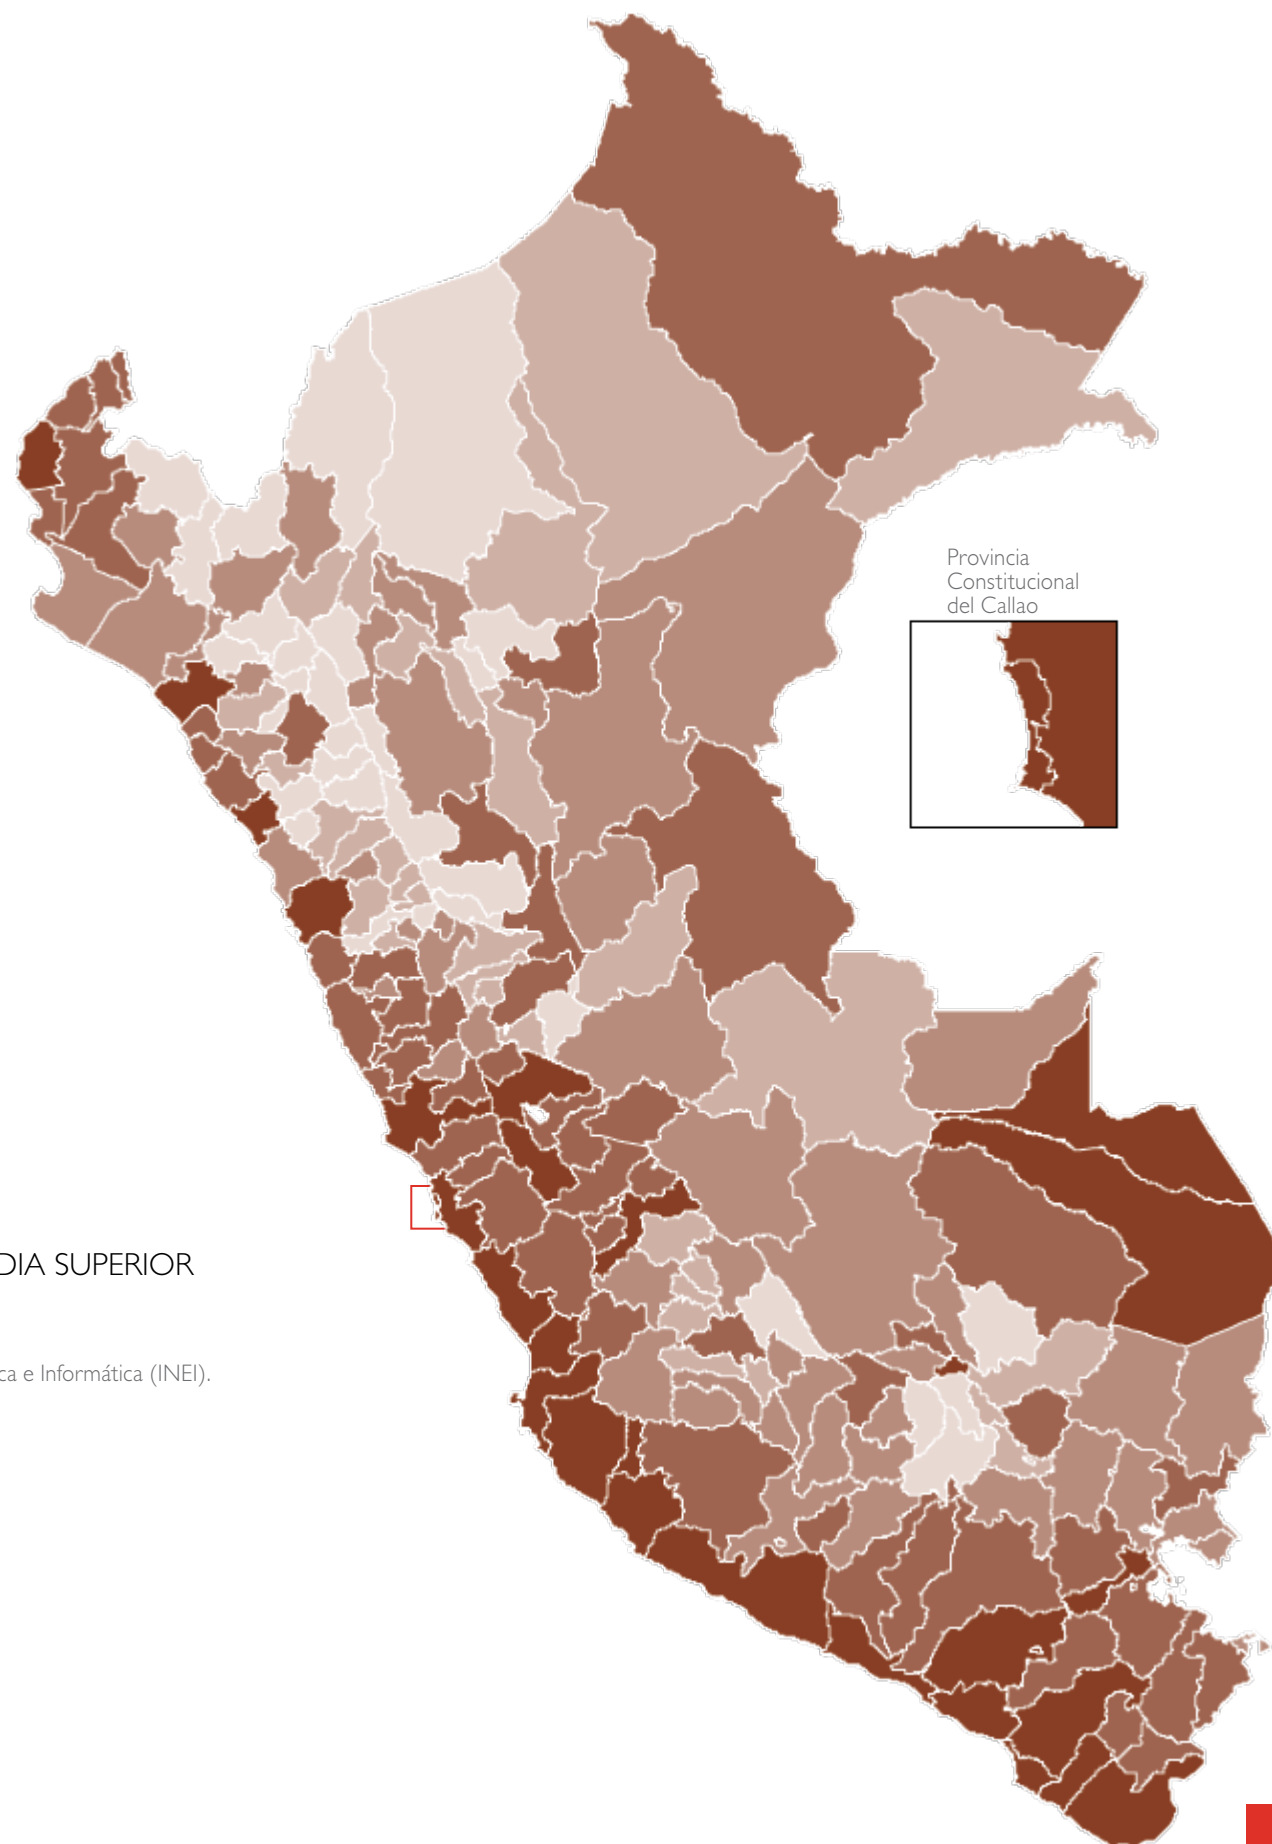 Provincia
Constitucional
del Callao
DIA SUPERIOR
ca e Informática (INEI).